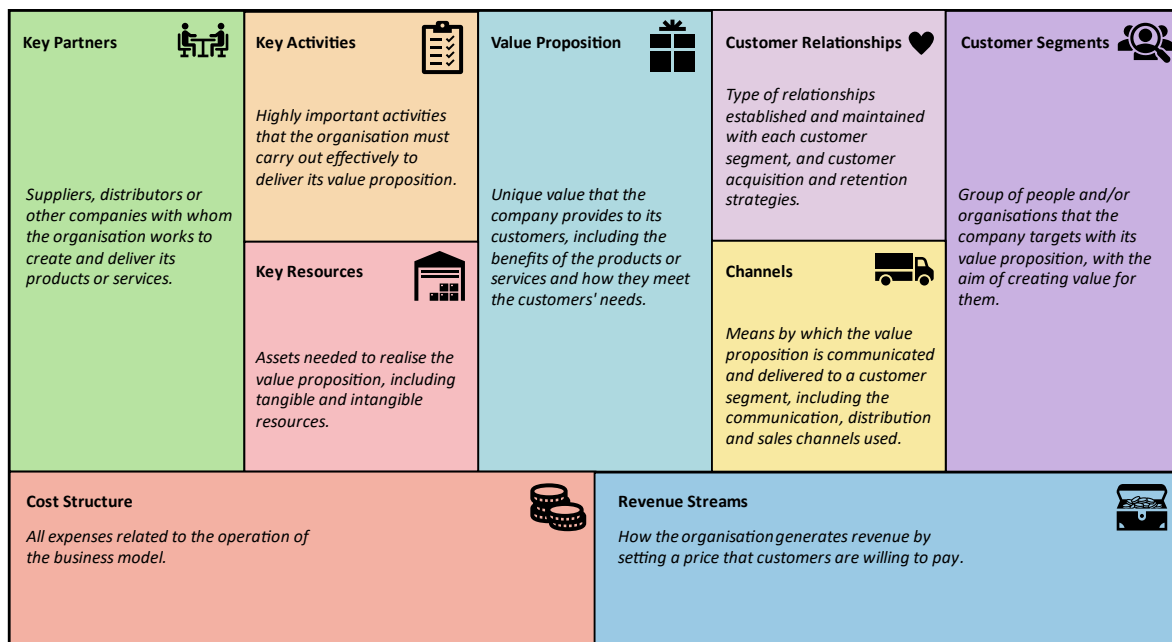 Key Partners
Suppliers, distributors or
other companies with whom
the organisation works to
create and deliver its
products or services.
Key Activities
Highly important activities
that the organisation must
carry out effectively to
deliver its value proposition.
Key Resources
Assets needed to realise the
value proposition, including
tangible and intangible
resources.
Value Proposition
Unique value that the
company provides to its
customers, including the
benefits of the products or
services and how they meet
the customers' needs.
Customer Relationships
Type of relationships
established and maintained
with each customer
segment, and customer
acquisition and retention
strategies.
Channels
Means by which the value
proposition is communicated
and delivered to a customer
segment, including the
communication, distribution
and sales channels used.
Customer Segments
Group of people and/or
organisations that the
company targets with its
value proposition, with the
aim of creating value for
them.
Cost Structure
All expenses related to the operation of
the business model.
Revenue Streams
How the organisation generates revenue by
setting a price that customers are willing to pay.